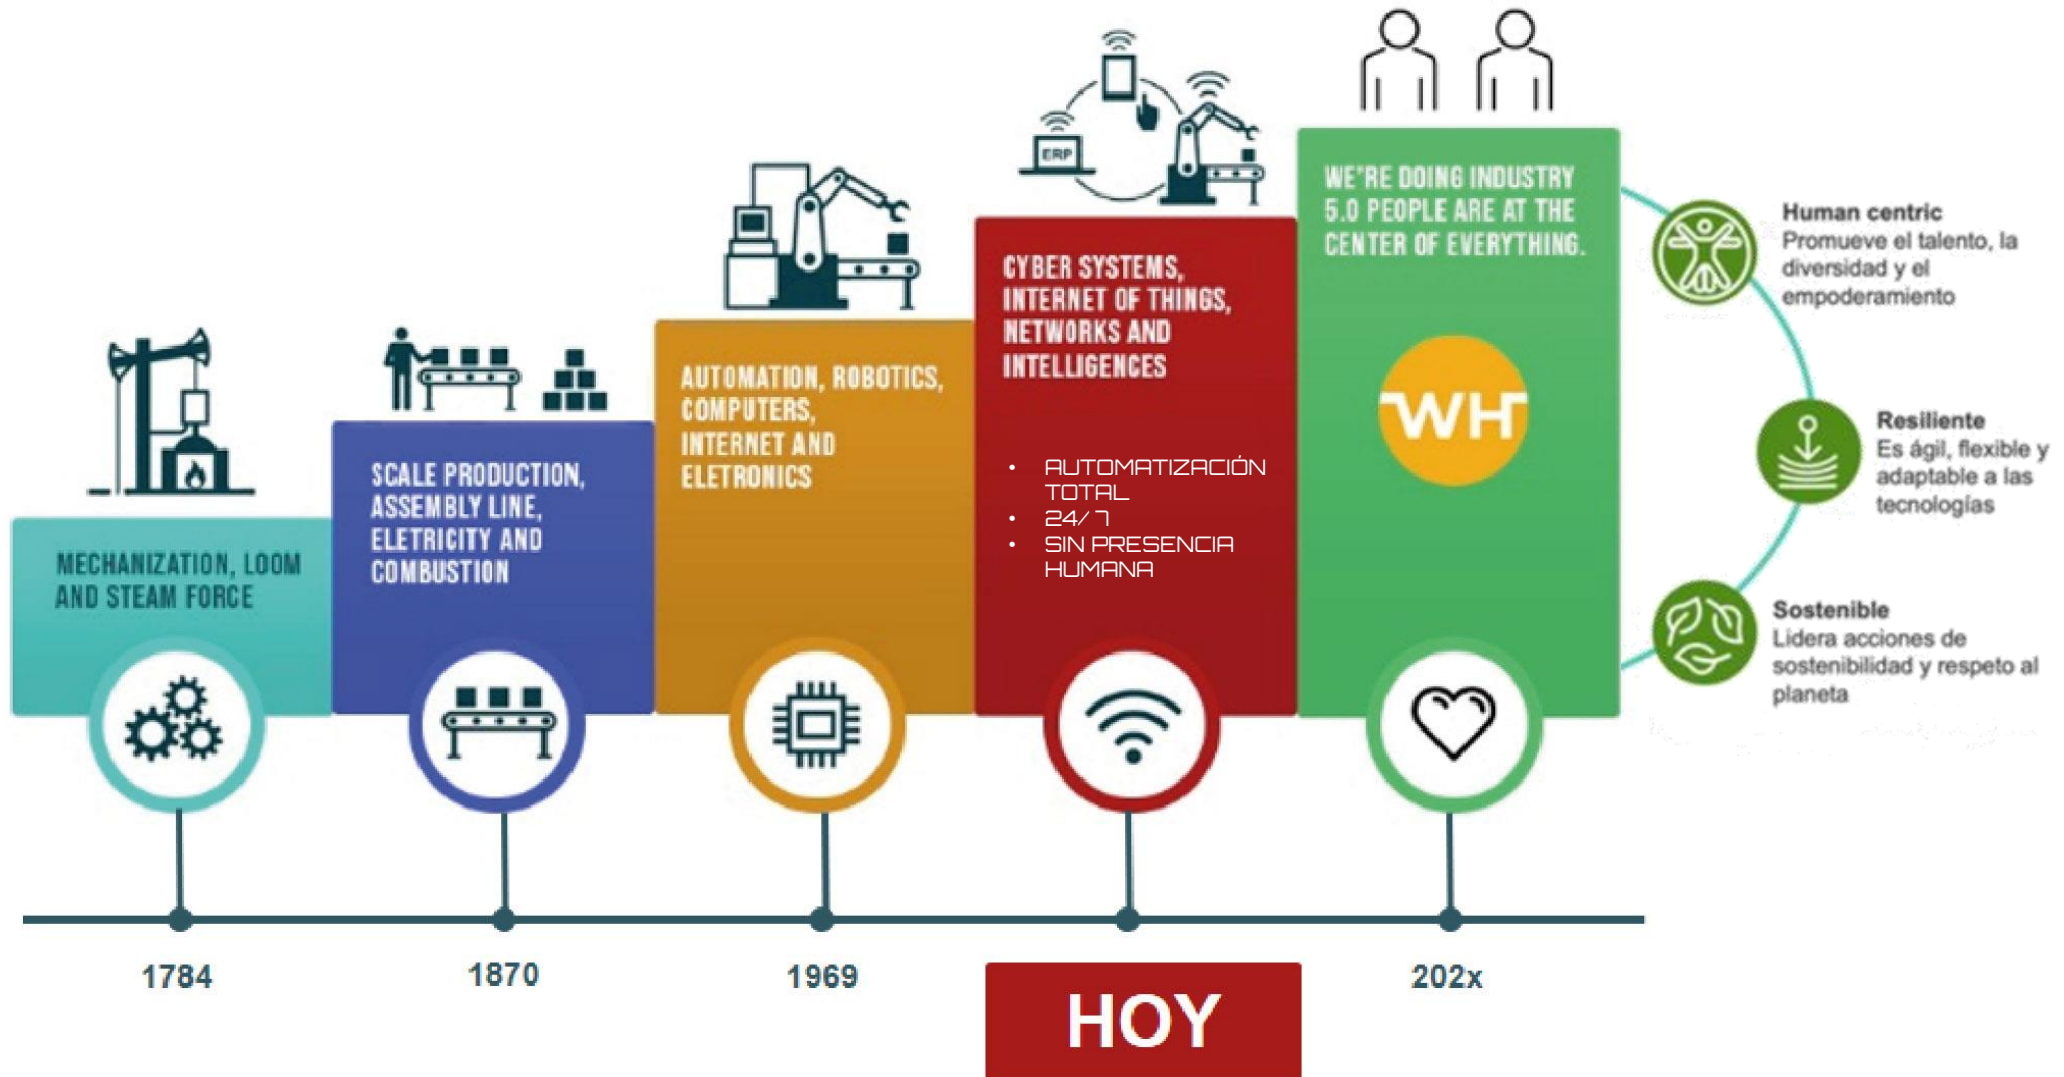 MECHANIZATION, LOOM
AND STEAM FORCE
SCALE PRODUCTION,
ASSEMBLY LINE,
ELETRICITY AND
COMBUSTION
AUTOMATION, ROBOTICS,
COMPUTERS,
INTERNET AND
ELETRONICS
ERP
CYBER SYSTEMS,
INTERNET OF THINGS,
NETWORKS AND
INTELLIGENCES
• AUTOMATIZACIÓN
TOTAL
• 24/7
• SIN PRESENCIA
HUMANA
WE'RE DOING INDUSTRY
5.0 PEOPLE ARE AT THE
CENTER OF EVERYTHING.
WH
Human centric
Promueve el talento, la
diversidad y el
empoderamiento
Resiliente
Es ágil, flexible y
adaptable a las
tecnologías
Sostenible
Lidera acciones de
sostenibilidad y respeto al
planeta
1784
1870
1969
HOY
202x